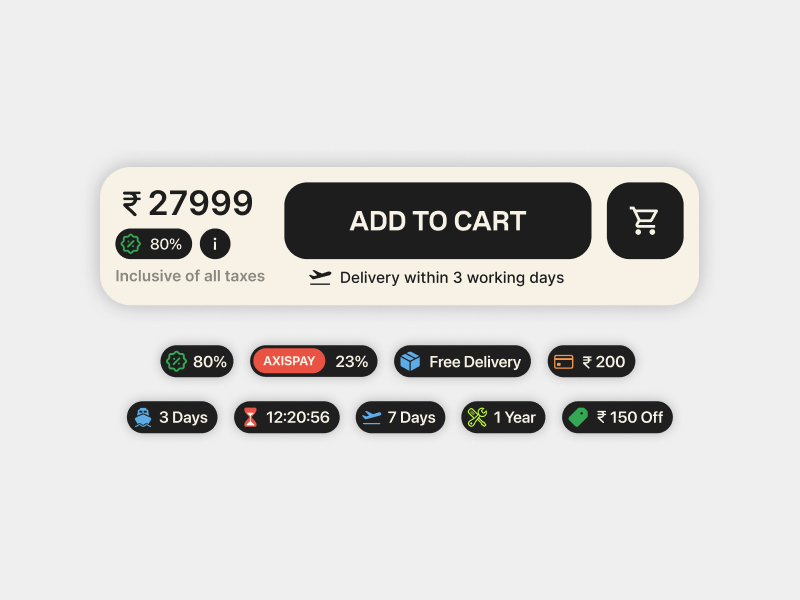 ₹ 27999
80% i
Inclusive of all taxes
ADD TO CART
Delivery within 3 working days
80%
AXISPAY 23%
Free Delivery
₹ 200
3 Days
12:20:56
7 Days
1 Year
₹ 150 Off